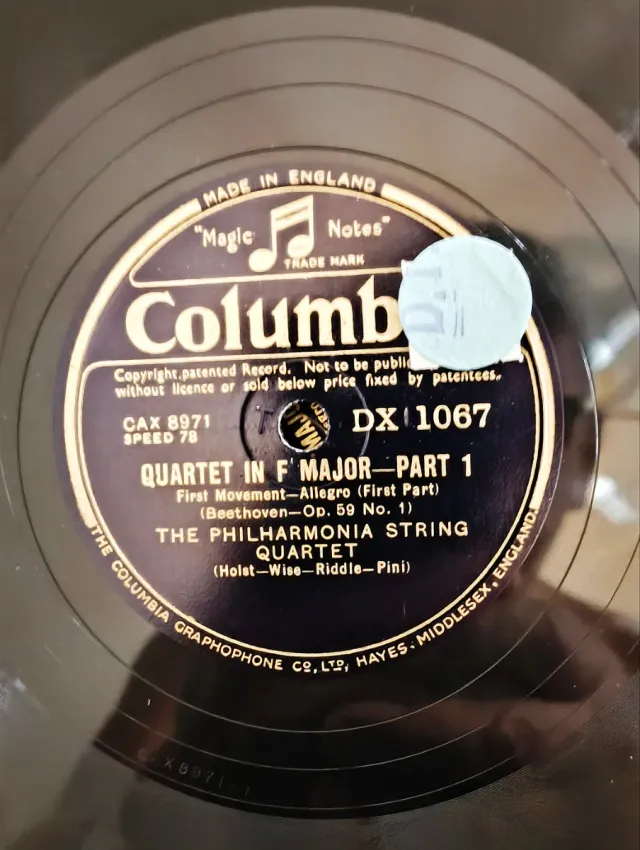 MADE IN ENGLAND
"Magic Notes"
TRADE MARK
Columb
Copyright, patented Record. Not to be public
without licence or sold below price fixed by patentees.
CAX 8971
SPEED 78
DX 1067
QUARTET IN F MAJOR—PART 1
First Movement—Allegro (First Part)
(Beethoven—Op. 59 No. 1)
THE PHILHARMONIA STRING
QUARTET
(Holst—Wise—Riddle—Pini)
THE COLUMBIA GRAPHOPHONE CO, LTD, HAYES. MIDDLESEX, ENGLAND.
CAX8971-1